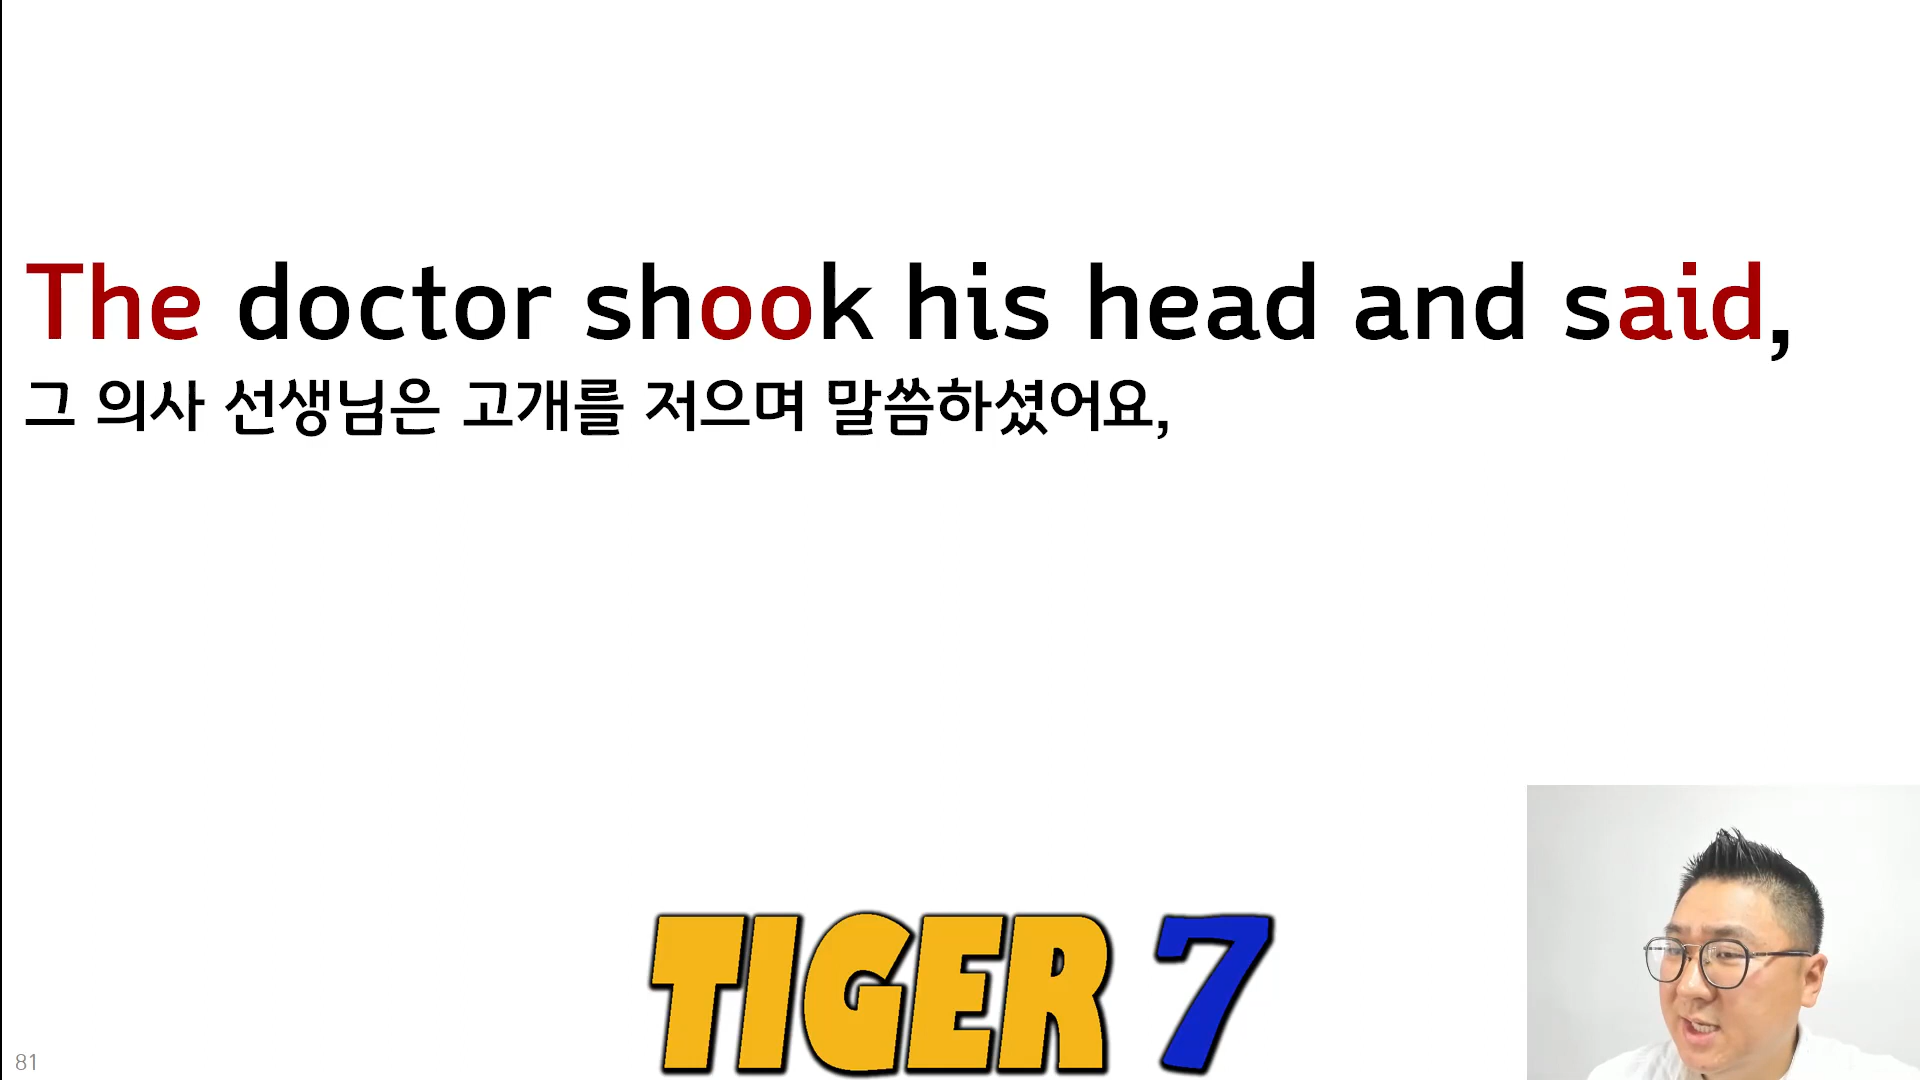 The doctor shook his head and said,
그 의사 선생님은 고개를 저으며 말씀하셨어요,
TIGER 7
81